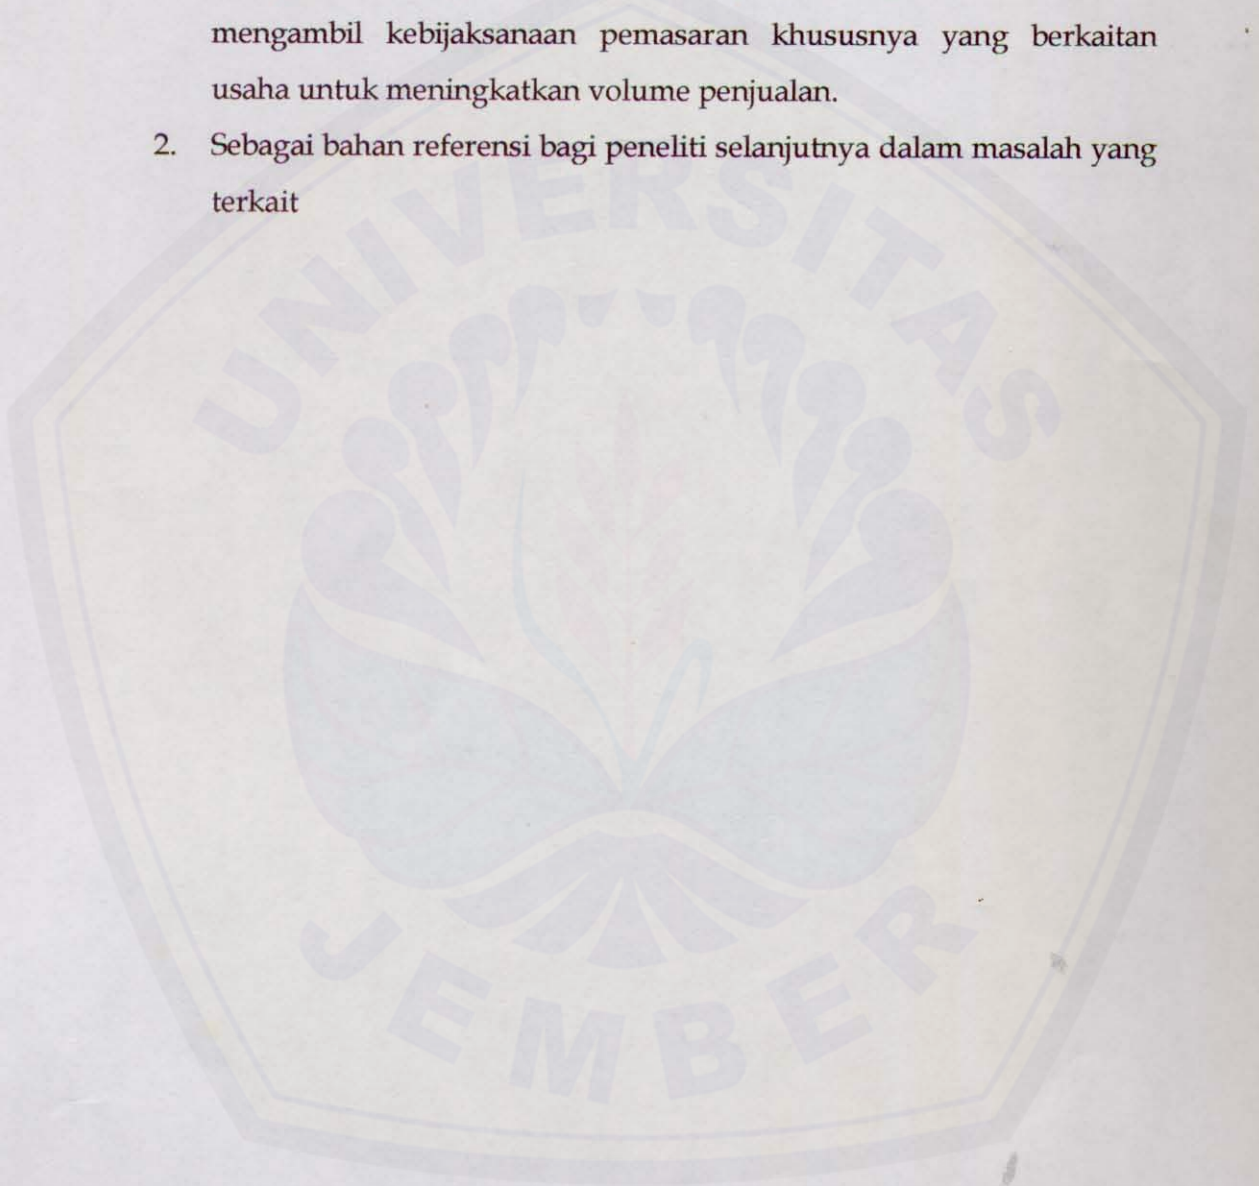 mengambil kebijaksanaan pemasaran khususnya yang berkaitan
usaha untuk meningkatkan volume penjualan.
2. Sebagai bahan referensi bagi peneliti selanjutnya dalam masalah yang
terkait
UNIVERSITAS
JEMBER